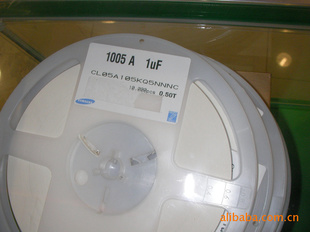 1005 A 1uF
CL05A105KQ5NNNC
10,000pcs 0.50T
SAMSUNG
alibaba.com.cn